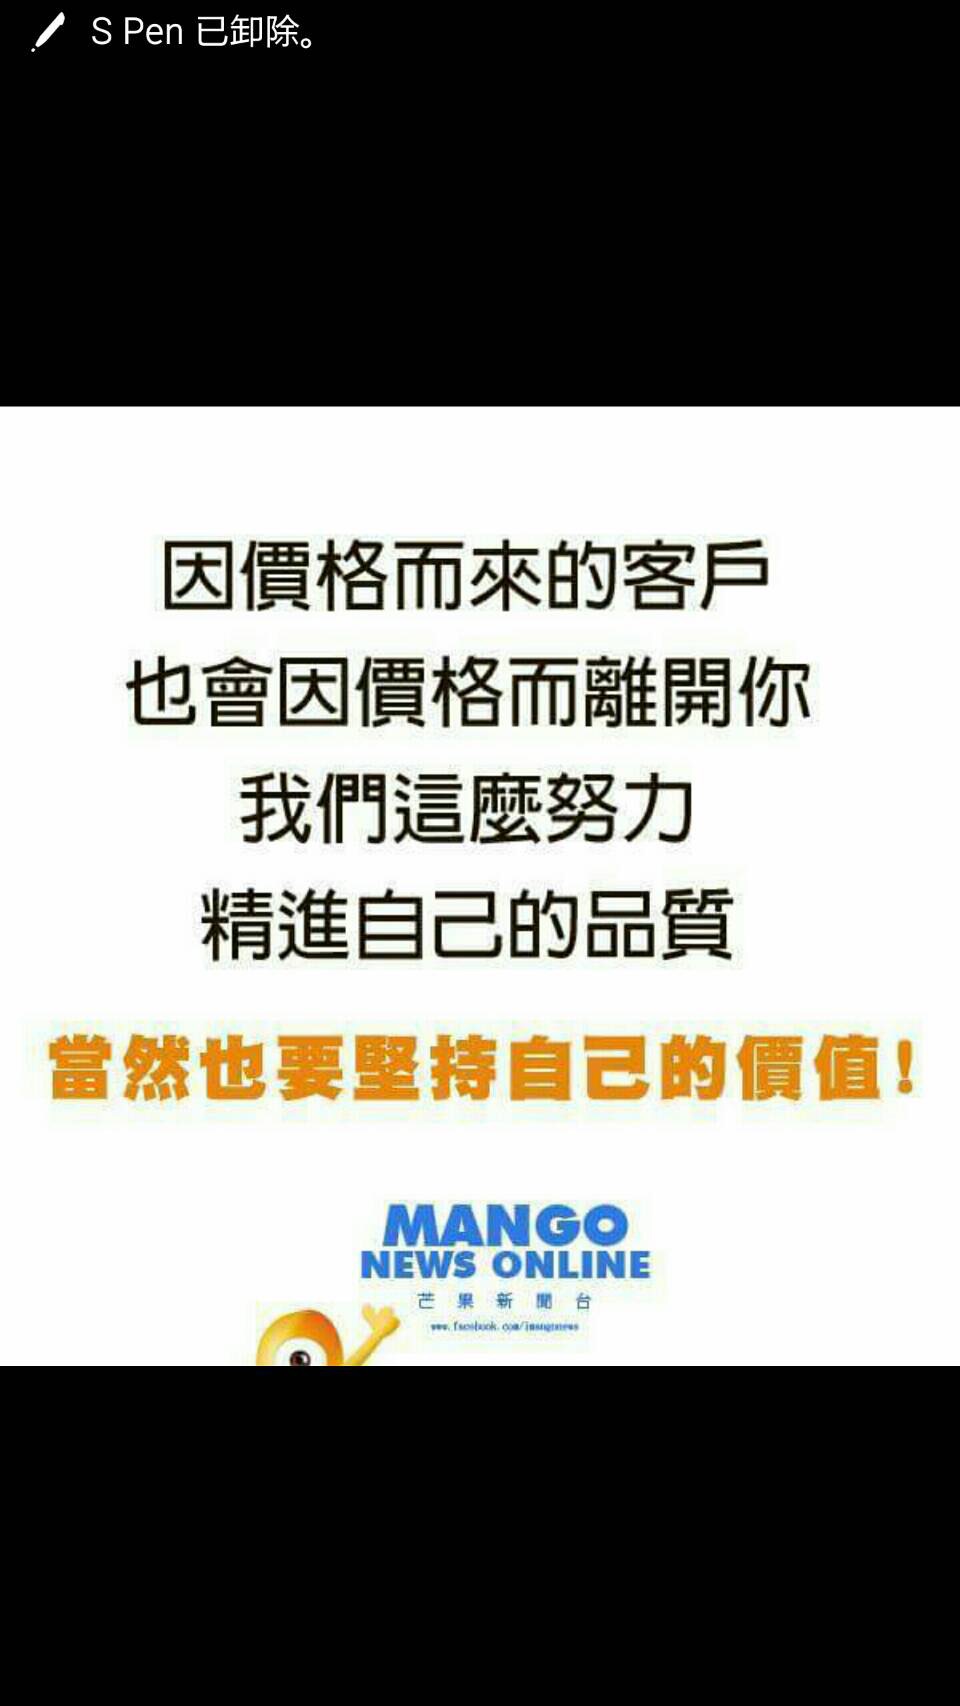 S Pen 已卸除。
因價格而來的客戶
也會因價格而離開你
我們這麼努力
精進自己的品質
當然也要堅持自己的價值！
MANGO
NEWS ONLINE
芒果新聞台
www.facebook.com/imangonews